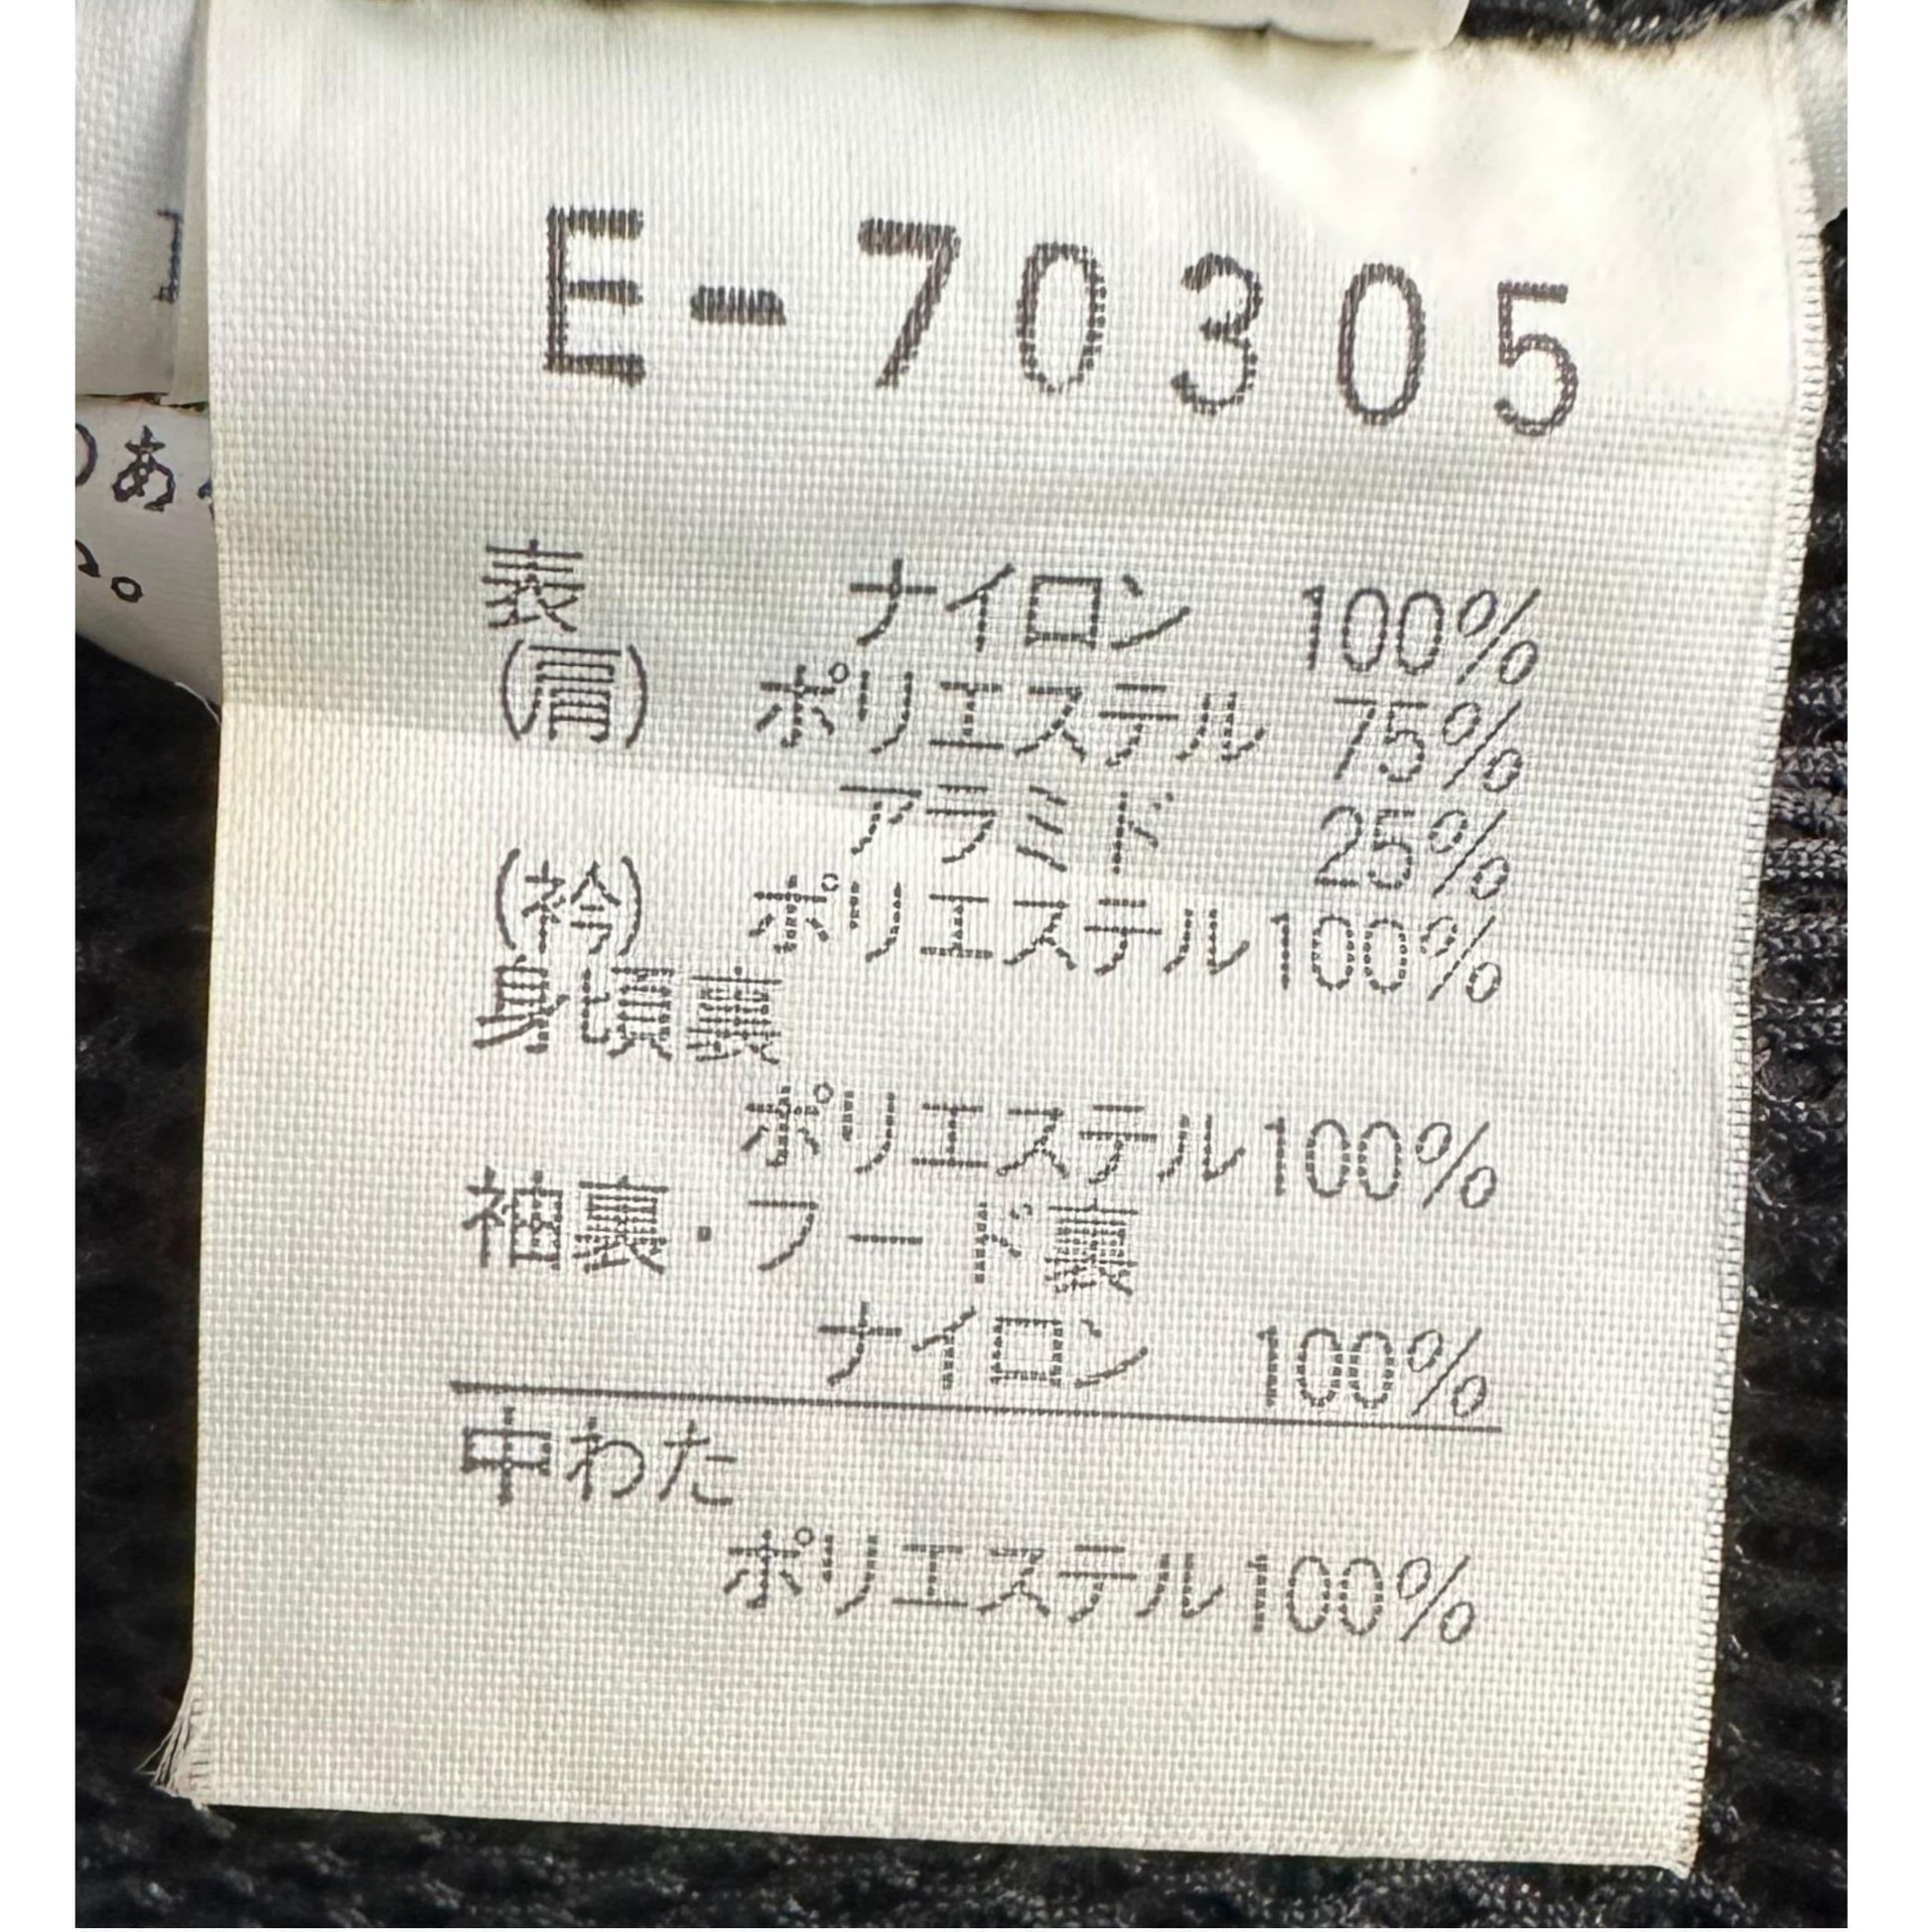 E-70305
表 ナイロン 100%
(肩) ポリエステル 75%
アラミド 25%
(衿) ポリエステル100%
身頃裏
ポリエステル100%
袖裏・フード裏
ナイロン 100%
中わた
ポリエステル100%